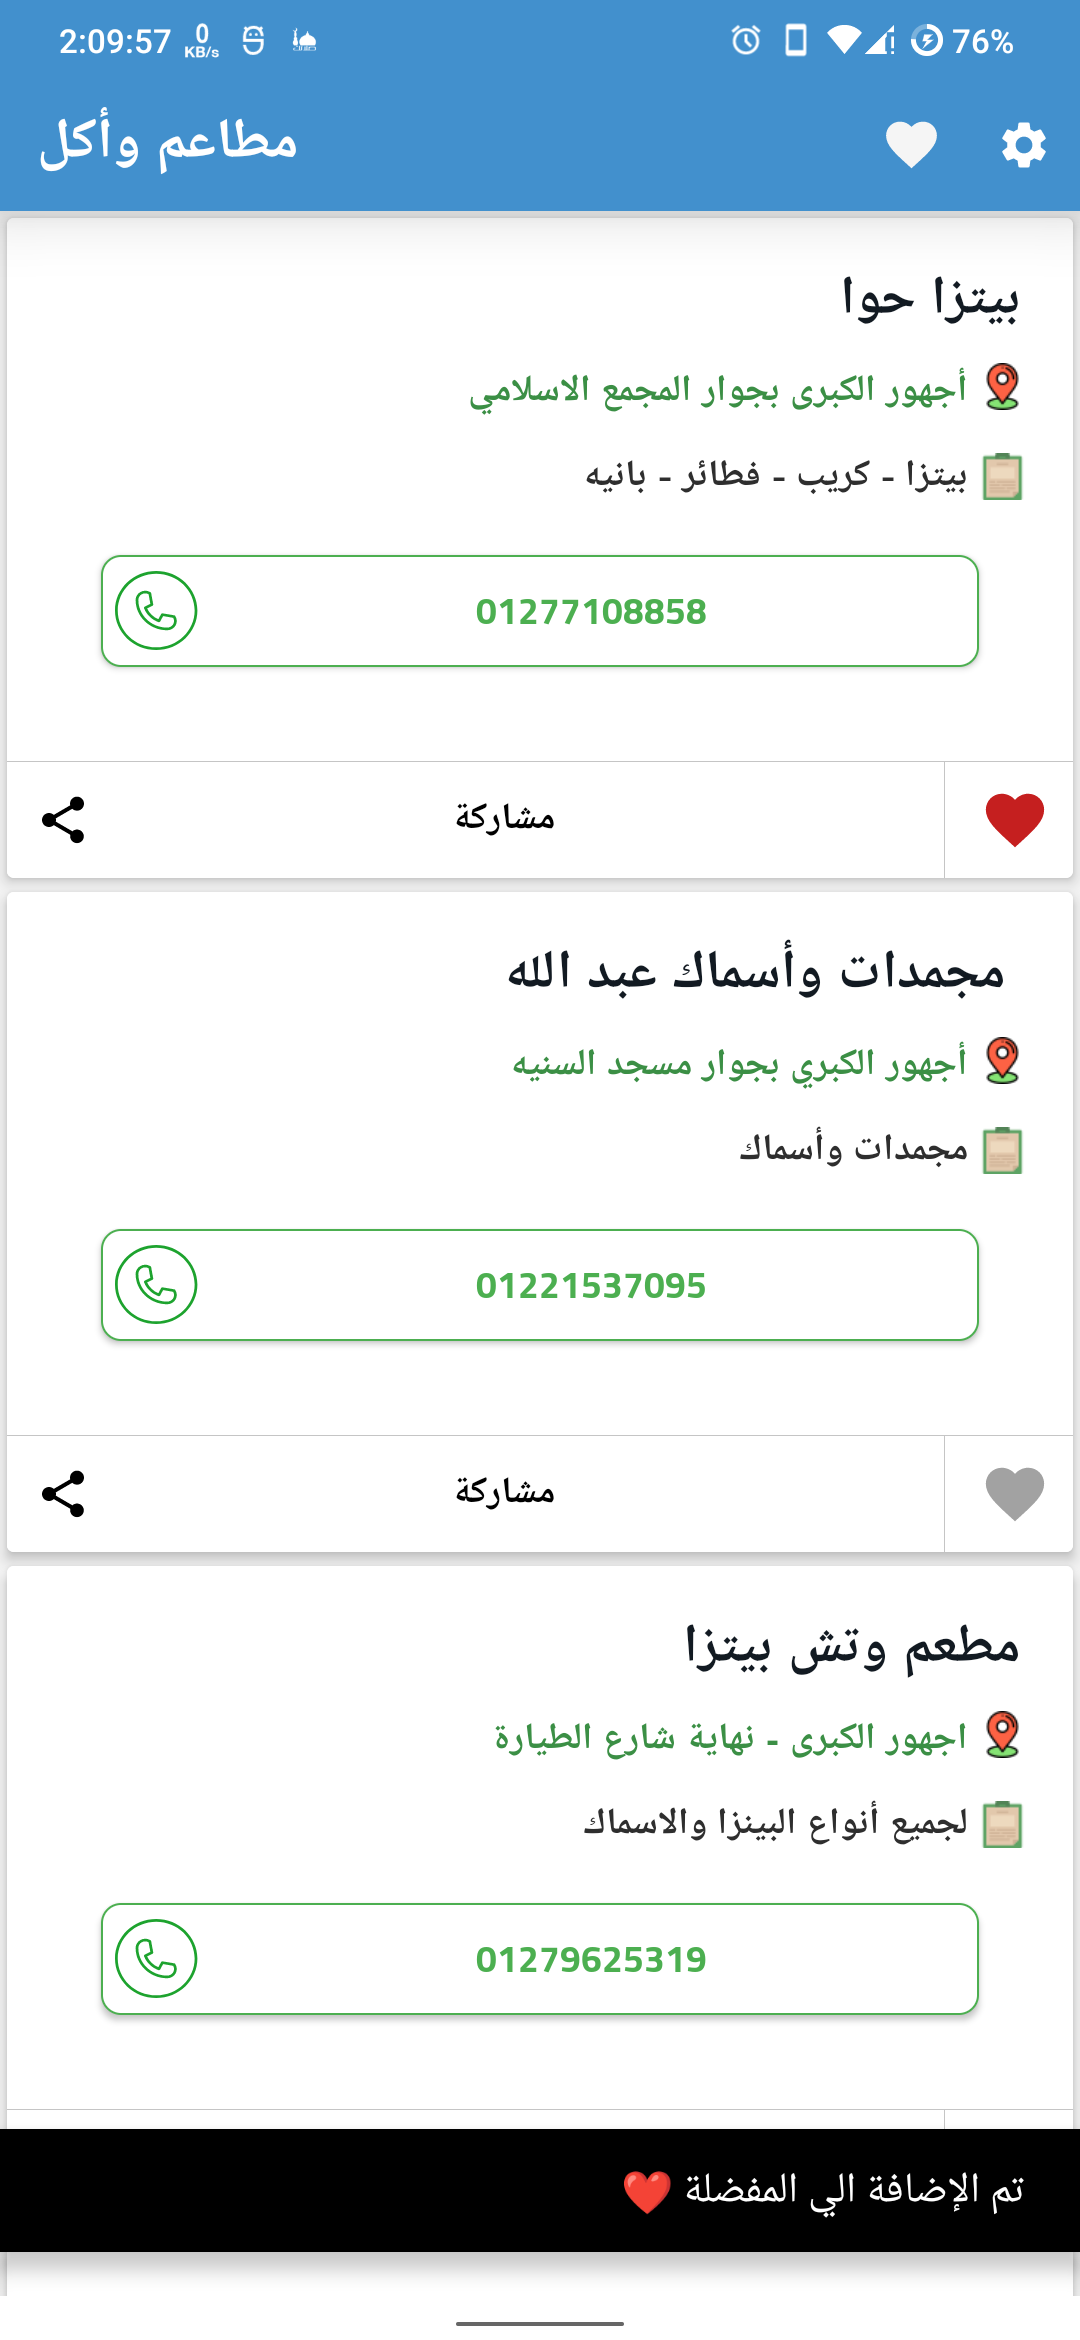 2:09:57 0 KB/s 76%
مطاعم وأكل
بيتزا حوا
أجهور الكبرى بجوار المجمع الاسلامي
بيتزا - كريب - فطائر - بانيه
01277108858
مشاركة
مجمدات وأسماك عبد الله
أجهور الكبري بجوار مسجد السنيه
مجمدات وأسماك
01221537095
مشاركة
مطعم وتش بيتزا
اجهور الكبرى - نهاية شارع الطيارة
لجميع أنواع البينزا والاسماك
01279625319
تم الإضافة الي المفضلة ❤️